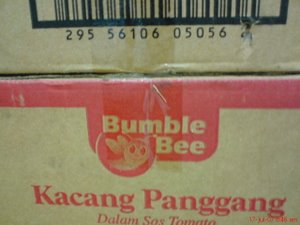 295 56106 05056
Bumble
Bee
Kacang Panggang
Dalam Sos Tomato